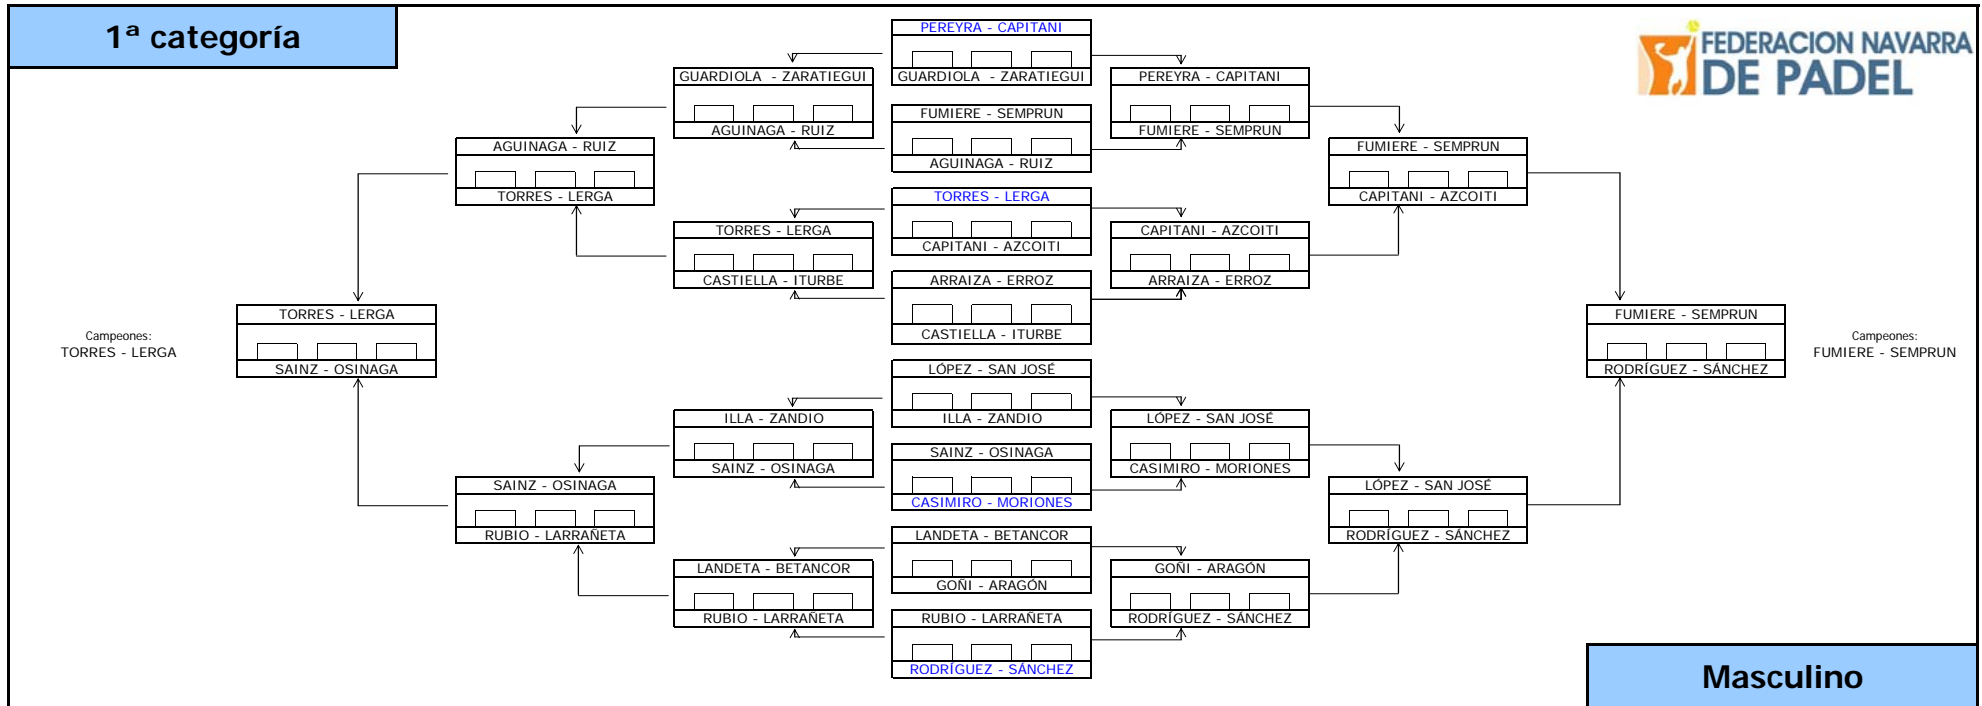 1ª categoría
FEDERACION NAVARRA
DE PADEL
PEREYRA - CAPITANI
GUARDIOLA - ZARATIEGUI
FUMIERE - SEMPRUN
AGUINAGA - RUIZ
TORRES - LERGA
CAPITANI - AZCOITI
ARRAIZA - ERROZ
CASTIELLA - ITURBE
LÓPEZ - SAN JOSÉ
ILLA - ZANDIO
SAINZ - OSINAGA
CASIMIRO - MORIONES
LANDETA - BETANCOR
GOÑI - ARAGÓN
RUBIO - LARRAÑETA
RODRÍGUEZ - SÁNCHEZ
GUARDIOLA - ZARATIEGUI
AGUINAGA - RUIZ
TORRES - LERGA
CASTIELLA - ITURBE
ILLA - ZANDIO
SAINZ - OSINAGA
LANDETA - BETANCOR
RUBIO - LARRAÑETA
AGUINAGA - RUIZ
TORRES - LERGA
SAINZ - OSINAGA
RUBIO - LARRAÑETA
TORRES - LERGA
SAINZ - OSINAGA
Campeones:
TORRES - LERGA
PEREYRA - CAPITANI
FUMIERE - SEMPRUN
CAPITANI - AZCOITI
ARRAIZA - ERROZ
LÓPEZ - SAN JOSÉ
CASIMIRO - MORIONES
GOÑI - ARAGÓN
RODRÍGUEZ - SÁNCHEZ
FUMIERE - SEMPRUN
CAPITANI - AZCOITI
LÓPEZ - SAN JOSÉ
RODRÍGUEZ - SÁNCHEZ
FUMIERE - SEMPRUN
RODRÍGUEZ - SÁNCHEZ
Campeones:
FUMIERE - SEMPRUN
Masculino